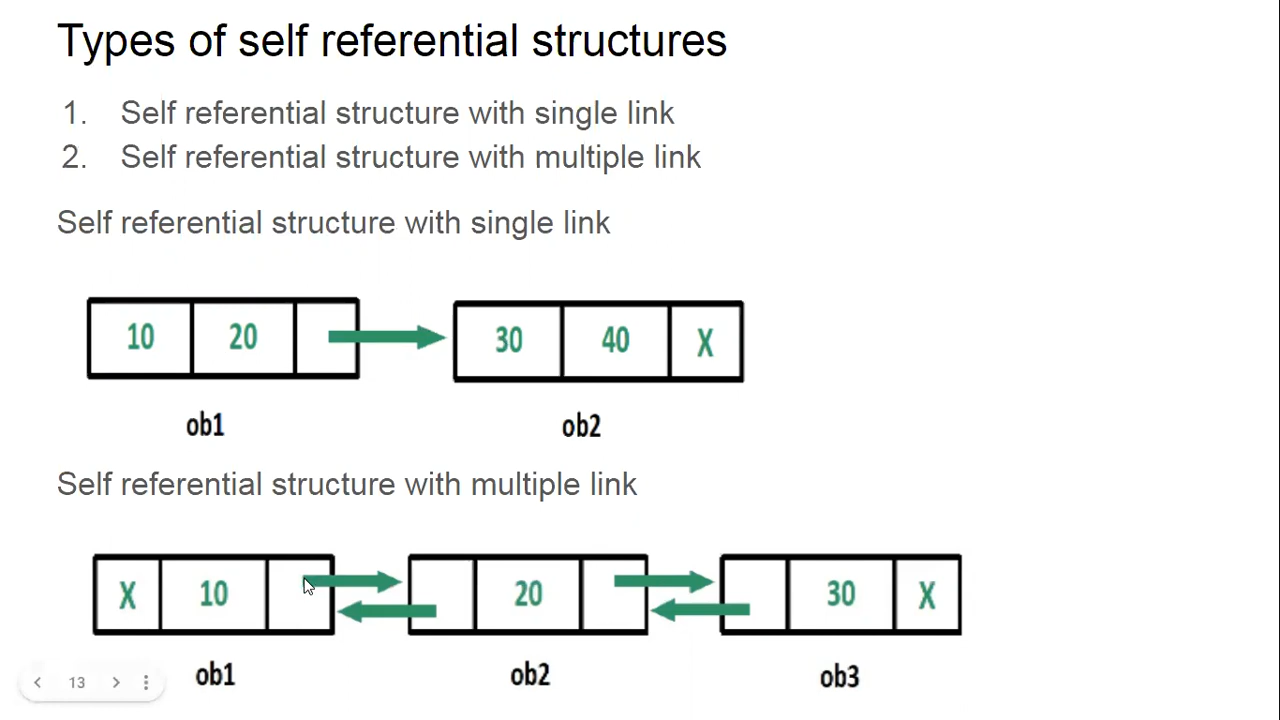 Types of self referential structures
1. Self referential structure with single link
2. Self referential structure with multiple link
Self referential structure with single link
10 20 30 40 X
ob1 ob2
Self referential structure with multiple link
X 10 20 30 X
ob1 ob2 ob3
13